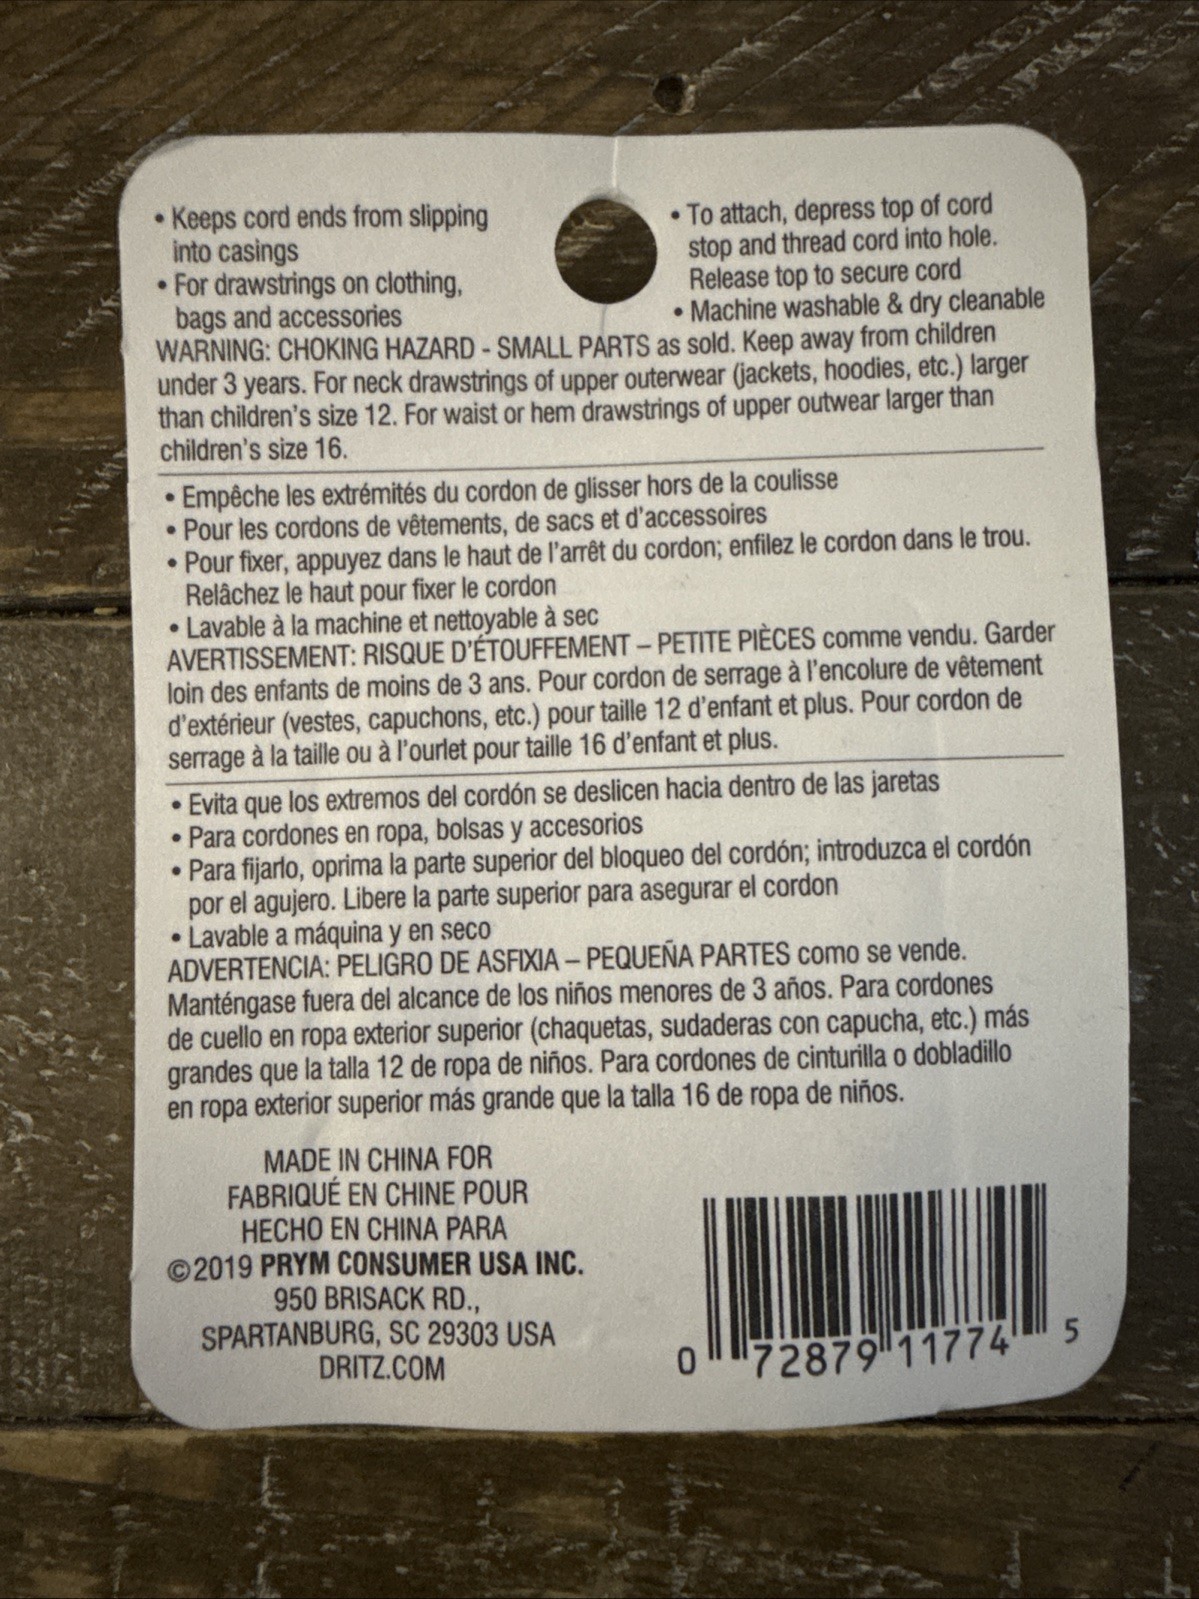 • Keeps cord ends from slipping
into casings
• For drawstrings on clothing,
bags and accessories
• To attach, depress top of cord
stop and thread cord into hole.
Release top to secure cord
• Machine washable & dry cleanable
WARNING: CHOKING HAZARD - SMALL PARTS as sold. Keep away from children
under 3 years. For neck drawstrings of upper outerwear (jackets, hoodies, etc.) larger
than children's size 12. For waist or hem drawstrings of upper outwear larger than
children's size 16.
• Empêche les extrémités du cordon de glisser hors de la coulisse
• Pour les cordons de vêtements, de sacs et d'accessoires
• Pour fixer, appuyez dans le haut de l'arrêt du cordon; enfilez le cordon dans le trou.
Relâchez le haut pour fixer le cordon
• Lavable à la machine et nettoyable à sec
AVERTISSEMENT: RISQUE D'ÉTOUFFEMENT – PETITE PIÈCES comme vendu. Garder
loin des enfants de moins de 3 ans. Pour cordon de serrage à l'encolure de vêtement
d'extérieur (vestes, capuchons, etc.) pour taille 12 d'enfant et plus. Pour cordon de
serrage à la taille ou à l'ourlet pour taille 16 d'enfant et plus.
• Evita que los extremos del cordón se deslicen hacia dentro de las jaretas
• Para cordones en ropa, bolsas y accesorios
• Para fijarlo, oprima la parte superior del bloqueo del cordón; introduzca el cordón
por el agujero. Libere la parte superior para asegurar el cordon
• Lavable a máquina y en seco
ADVERTENCIA: PELIGRO DE ASFIXIA – PEQUEÑA PARTES como se vende.
Manténgase fuera del alcance de los niños menores de 3 años. Para cordones
de cuello en ropa exterior superior (chaquetas, sudaderas con capucha, etc.) más
grandes que la talla 12 de ropa de niños. Para cordones de cinturilla o dobladillo
en ropa exterior superior más grande que la talla 16 de ropa de niños.
MADE IN CHINA FOR
FABRIQUÉ EN CHINE POUR
HECHO EN CHINA PARA
©2019 PRYM CONSUMER USA INC.
950 BRISACK RD.,
SPARTANBURG, SC 29303 USA
DRITZ.COM
0 72879 11774 5